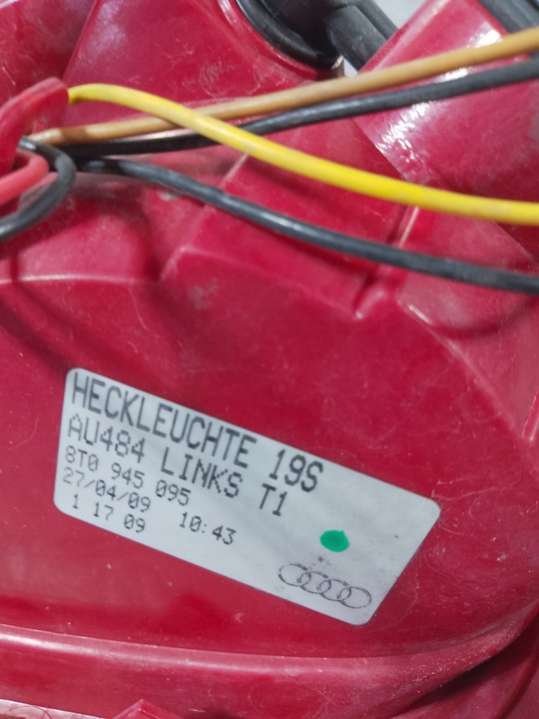 HECKLEUCHTE 19S
AU484 LINKS T1
8T0 945 095
27/04/09 10:43
1 17 09